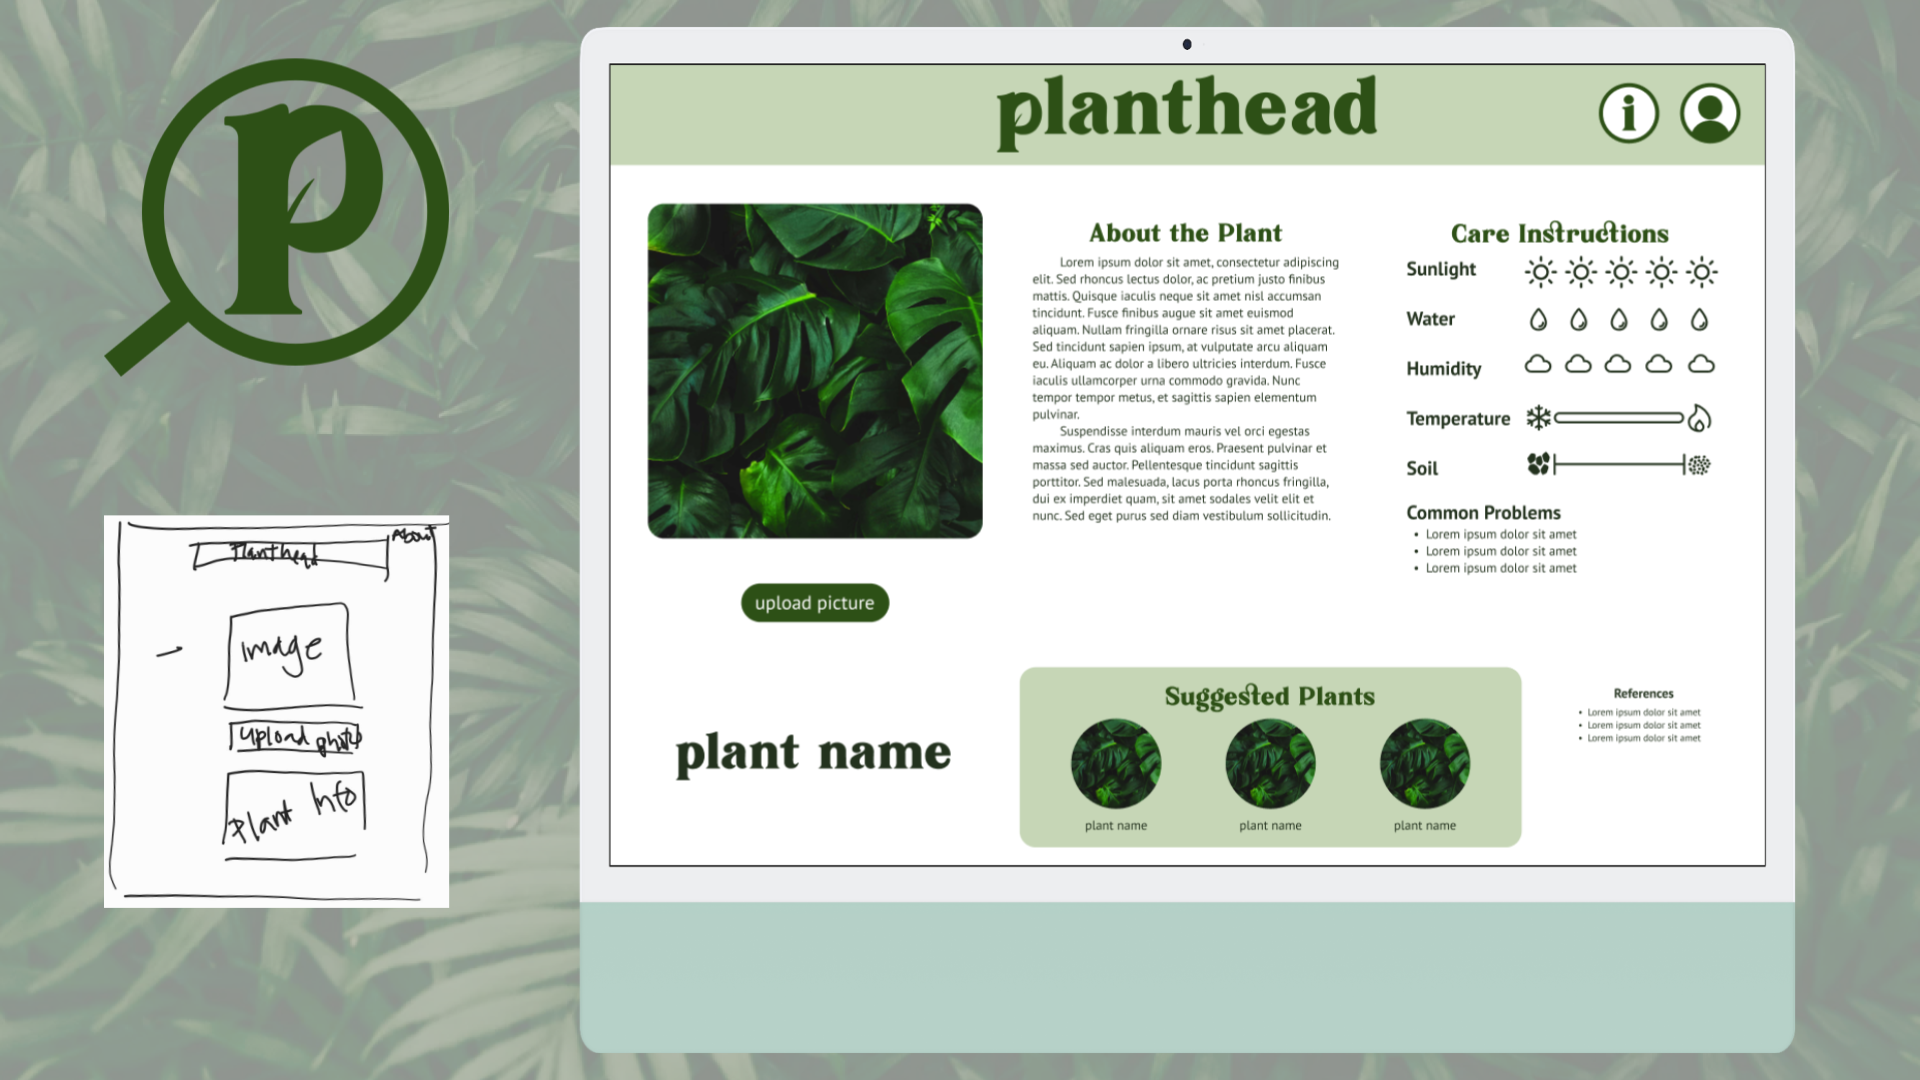 p
Planthead
About
image
upload photo
Plant Info
planthead
i
upload picture
plant name
About the Plant
Lorem ipsum dolor sit amet, consectetur adipiscing
elit. Sed rhoncus lectus dolor, ac pretium justo finibus
mattis. Quisque iaculis neque sit amet nisl accumsan
tincidunt. Fusce finibus augue sit amet euismod
aliquam. Nullam fringilla ornare risus sit amet placerat.
Sed tincidunt sapien ipsum, at vulputate arcu aliquam
eu. Aliquam ac dolor a libero ultricies interdum. Fusce
iaculis ullamcorper urna commodo gravida. Nunc
tempor tempor metus, et sagittis sapien elementum
pulvinar.
Suspendisse interdum mauris vel orci egestas
maximus. Cras quis aliquam eros. Praesent pulvinar et
massa sed auctor. Pellentesque tincidunt sagittis
porttitor. Sed malesuada, lacus porta rhoncus fringilla,
dui ex imperdiet quam, sit amet sodales velit elit et
nunc. Sed eget purus sed diam vestibulum sollicitudin.
Care Instructions
Sunlight
Water
Humidity
Temperature
Soil
Common Problems
• Lorem ipsum dolor sit amet
• Lorem ipsum dolor sit amet
• Lorem ipsum dolor sit amet
Suggested Plants
plant name
plant name
plant name
References
• Lorem ipsum dolor sit amet
• Lorem ipsum dolor sit amet
• Lorem ipsum dolor sit amet